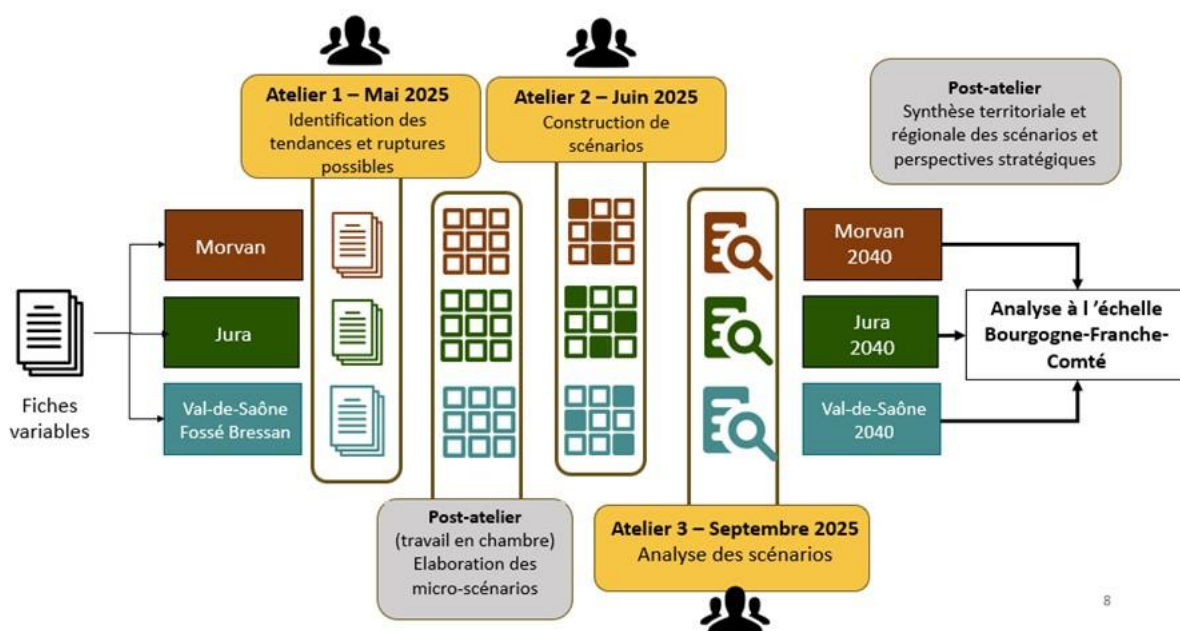 Atelier 1 – Mai 2025
Identification des
tendances et ruptures
possibles
Atelier 2 – Juin 2025
Construction de
scénarios
Post-atelier
Synthèse territoriale et
régionale des scénarios et
perspectives stratégiques
Fiches
variables
Morvan
Jura
Val-de-Saône
Fossé Bressan
Morvan
2040
Jura
2040
Val-de-Saône
2040
Analyse à l 'échelle
Bourgogne-Franche-
Comté
Post-atelier
(travail en chambre)
Elaboration des
micro-scénarios
Atelier 3 – Septembre 2025
Analyse des scénarios
8